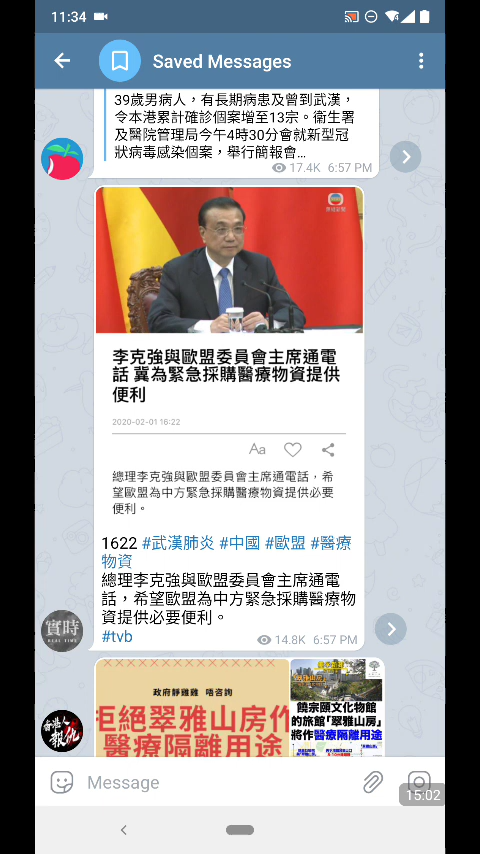 11:34
Saved Messages
39歲男病人，有長期病患及曾到武漢，
令本港累計確診個案增至13宗。衞生署
及醫院管理局今午4時30分會就新型冠
狀病毒感染個案，舉行簡報會…
17.4K 6:57 PM
李克強與歐盟委員會主席通電
話 冀為緊急採購醫療物資提供
便利
2020-02-01 16:22
Aa
總理李克強與歐盟委員會主席通電話，希
望歐盟為中方緊急採購醫療物資提供必要
便利。
1622 #武漢肺炎 #中國 #歐盟 #醫療
物資
總理李克強與歐盟委員會主席通電
話，希望歐盟為中方緊急採購醫療物
資提供必要便利。
#tvb
14.8K 6:57 PM
實時
REAL TIME
政府靜雞雞 唔咨詢
拒絕翠雅山房作
醫療隔離用途
饒宗頤文化物館
的旅館「翠雅山房」
將作醫療隔離用途
香港人
報仇
Message
15:02